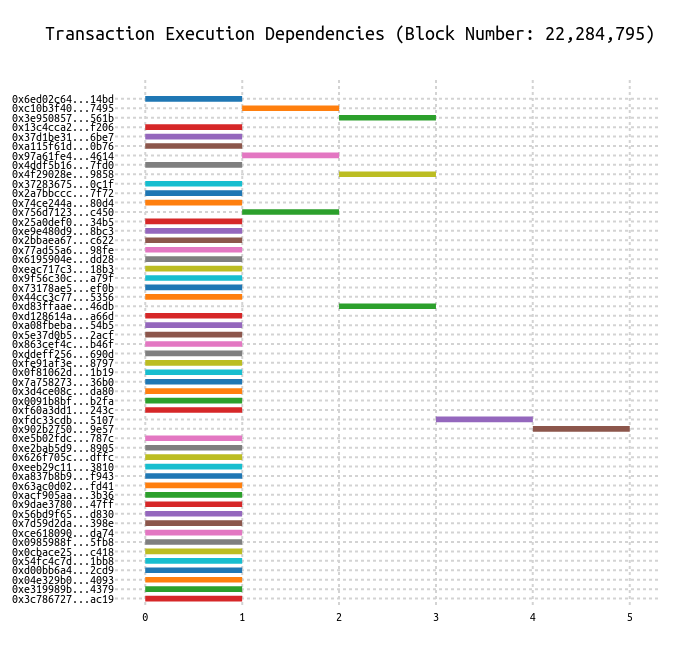 Transaction Execution Dependencies (Block Number: 22,284,795)
0x6ed02c64...14bd
0xc10b3f40...7495
0x3e950857...561b
0x13c4cca2...f206
0x37d1be31...6be7
0xa115f61d...0b76
0x97a61fe4...4614
0x4ddf5b16...7fd0
0x4f29028e...9858
0x37283675...0c1f
0x2a7bbccc...7f72
0x74ce244a...80d4
0x756d7123...c450
0x25a0def0...34b5
0xe9e480d9...8bc3
0x2bbaea67...c622
0x77ad55a6...98fe
0x6195904e...dd28
0xeac717c3...18b3
0x9f56c30c...a79f
0x73178ae5...ef0b
0x44cc3c77...5356
0xd83ffaae...46db
0xd128614a...a66d
0xa08fbeba...54b5
0x5e37d0b5...2acf
0x863cef4c...b46f
0xddeff256...690d
0xfe91af3e...8797
0x0f81062d...1b19
0x7a758273...36b0
0x3d4ce08c...da80
0x0091b8bf...b2fa
0xf60a3dd1...243c
0xfdc33cdb...5107
0x902b2750...9e57
0xe5b02fdc...787c
0xe2bab5d9...8905
0x626f705c...dffc
0xeeb29c11...3810
0xa837b8b9...f943
0x63ac0d02...fd41
0xacf905aa...3b36
0x9dae3780...47ff
0x56bd9f65...d830
0x7d59d2da...398e
0xce618090...da74
0x0985988f...5fb8
0x0cbace25...c418
0x54fc4c7d...1bb8
0xd00bb6a4...2cd9
0x04e329b0...4093
0xe319989b...4379
0x3c786727...ac19
0 1 2 3 4 5